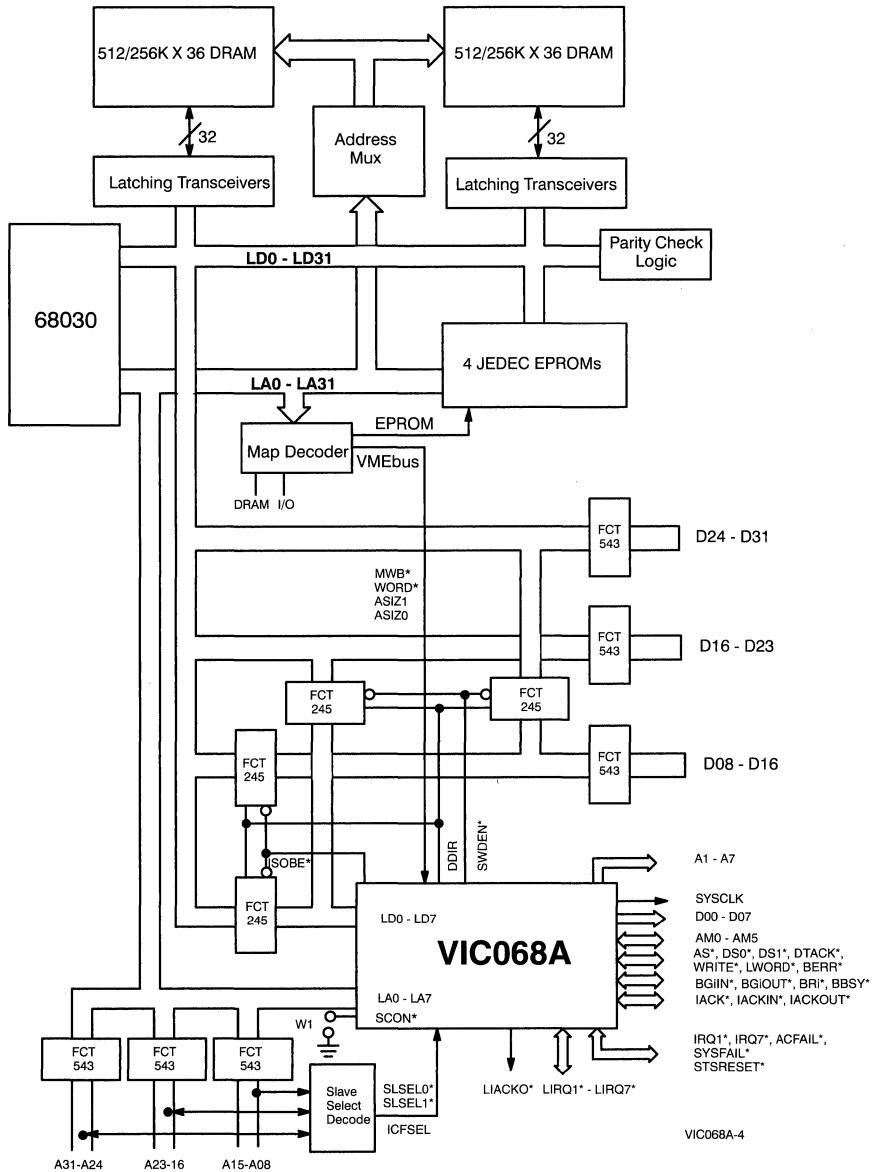 512/256K X 36 DRAM
512/256K X 36 DRAM
32
Address
Mux
32
Latching Transceivers
Latching Transceivers
LD0 - LD31
Parity Check
Logic
68030
4 JEDEC EPROMs
LA0 - LA31
EPROM
Map Decoder
VMEbus
DRAM I/O
FCT
543
D24 - D31
MWB*
WORD*
ASIZ1
ASIZ0
FCT
543
D16 - D23
FCT
245
FCT
245
FCT
245
FCT
543
D08 - D16
DDIR
SWDEN*
ISOBE*
FCT
245
LD0 - LD7
VIC068A
LA0 - LA7
SCON*
W1
A1 - A7
SYSCLK
D00 - D07
AM0 - AM5
AS*, DS0*, DS1*, DTACK*,
WRITE*, LWORD*, BERR*
BGiIN*, BGiOUT*, BRi*, BBSY*
IACK*, IACKIN*, IACKOUT*
IRQ1*, IRQ7*, ACFAIL*,
SYSFAIL*
STSRESET*
FCT
543
FCT
543
FCT
543
Slave
Select
Decode
SLSEL0*
SLSEL1*
ICFSEL
LIACKO*
LIRQ1* - LIRQ7*
VIC068A-4
A31-A24
A23-16
A15-A08